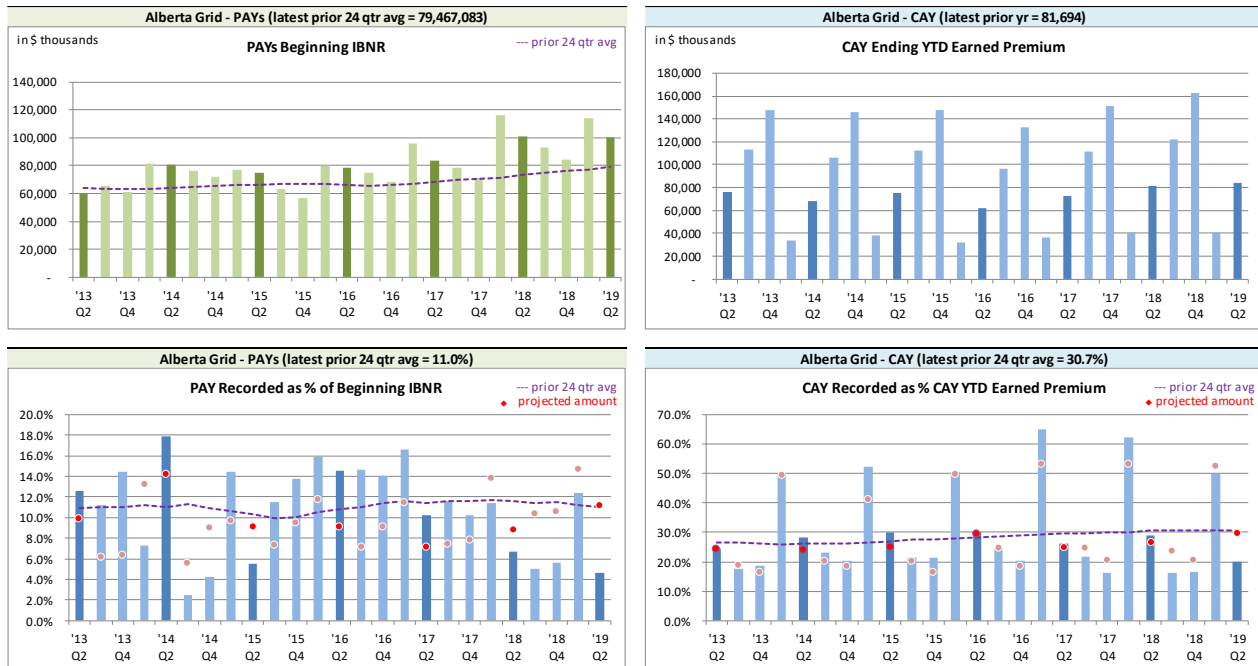 Alberta Grid - PAYs (latest prior 24 qtr avg = 79,467,083)
in $ thousands
PAYs Beginning IBNR
--- prior 24 qtr avg
140,000
120,000
100,000
80,000
60,000
40,000
20,000
-
'13 '13 '14 '14 '15 '15 '16 '16 '17 '17 '18 '18 '19
Q2 Q4 Q2 Q4 Q2 Q4 Q2 Q4 Q2 Q4 Q2 Q4 Q2
Alberta Grid - CAY (latest prior yr = 81,694)
in $ thousands
CAY Ending YTD Earned Premium
180,000
160,000
140,000
120,000
100,000
80,000
60,000
40,000
20,000
-
'13 '13 '14 '14 '15 '15 '16 '16 '17 '17 '18 '18 '19
Q2 Q4 Q2 Q4 Q2 Q4 Q2 Q4 Q2 Q4 Q2 Q4 Q2
Alberta Grid - PAYs (latest prior 24 qtr avg = 11.0%)
PAY Recorded as % of Beginning IBNR
--- prior 24 qtr avg
projected amount
20.0%
18.0%
16.0%
14.0%
12.0%
10.0%
8.0%
6.0%
4.0%
2.0%
0.0%
'13 '13 '14 '14 '15 '15 '16 '16 '17 '17 '18 '18 '19
Q2 Q4 Q2 Q4 Q2 Q4 Q2 Q4 Q2 Q4 Q2 Q4 Q2
Alberta Grid - CAY (latest prior 24 qtr avg = 30.7%)
CAY Recorded as % CAY YTD Earned Premium
--- prior 24 qtr avg
projected amount
70.0%
60.0%
50.0%
40.0%
30.0%
20.0%
10.0%
0.0%
'13 '13 '14 '14 '15 '15 '16 '16 '17 '17 '18 '18 '19
Q2 Q4 Q2 Q4 Q2 Q4 Q2 Q4 Q2 Q4 Q2 Q4 Q2